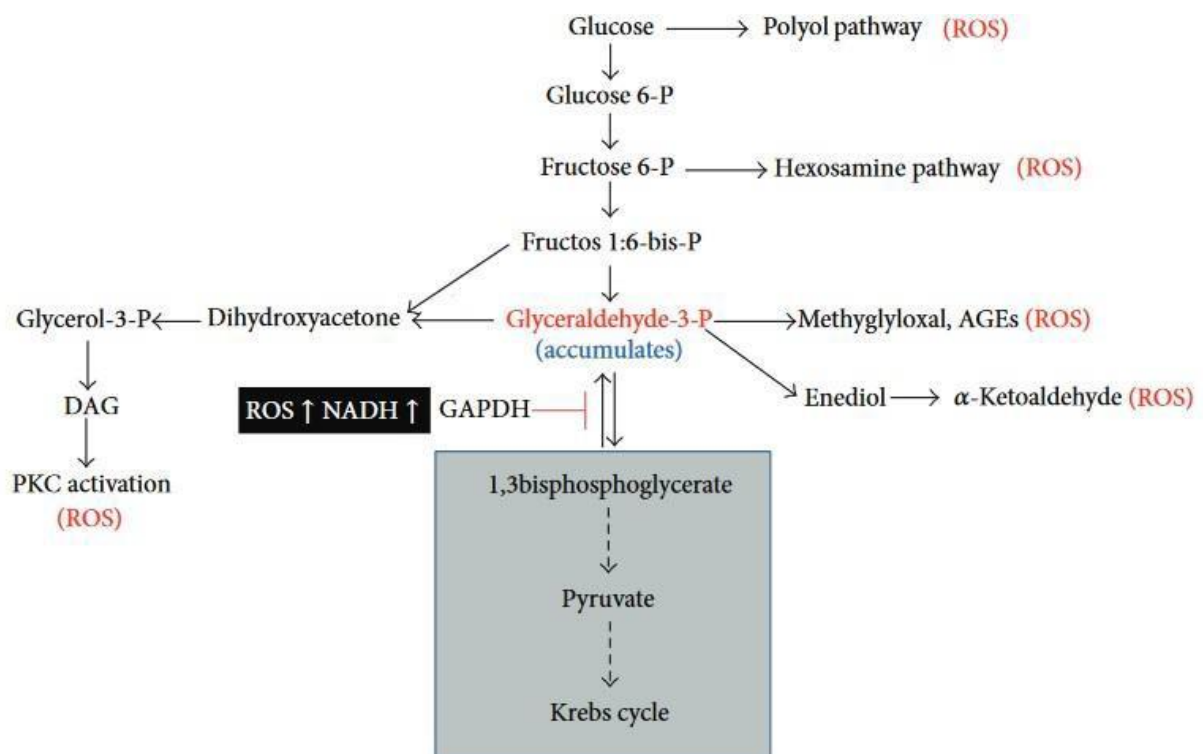 Glucose Polyol pathway (ROS)
Glucose 6-P
Fructose 6-P Hexosamine pathway (ROS)
Fructos 1:6-bis-P
Glycerol-3-P Dihydroxyacetone Glyceraldehyde-3-P Methyglyloxal, AGEs (ROS)
(accumulates)
DAG ROS ↑ NADH ↑ GAPDH Enediol α-Ketoaldehyde (ROS)
PKC activation 1,3bisphosphoglycerate
(ROS)
Pyruvate
Krebs cycle